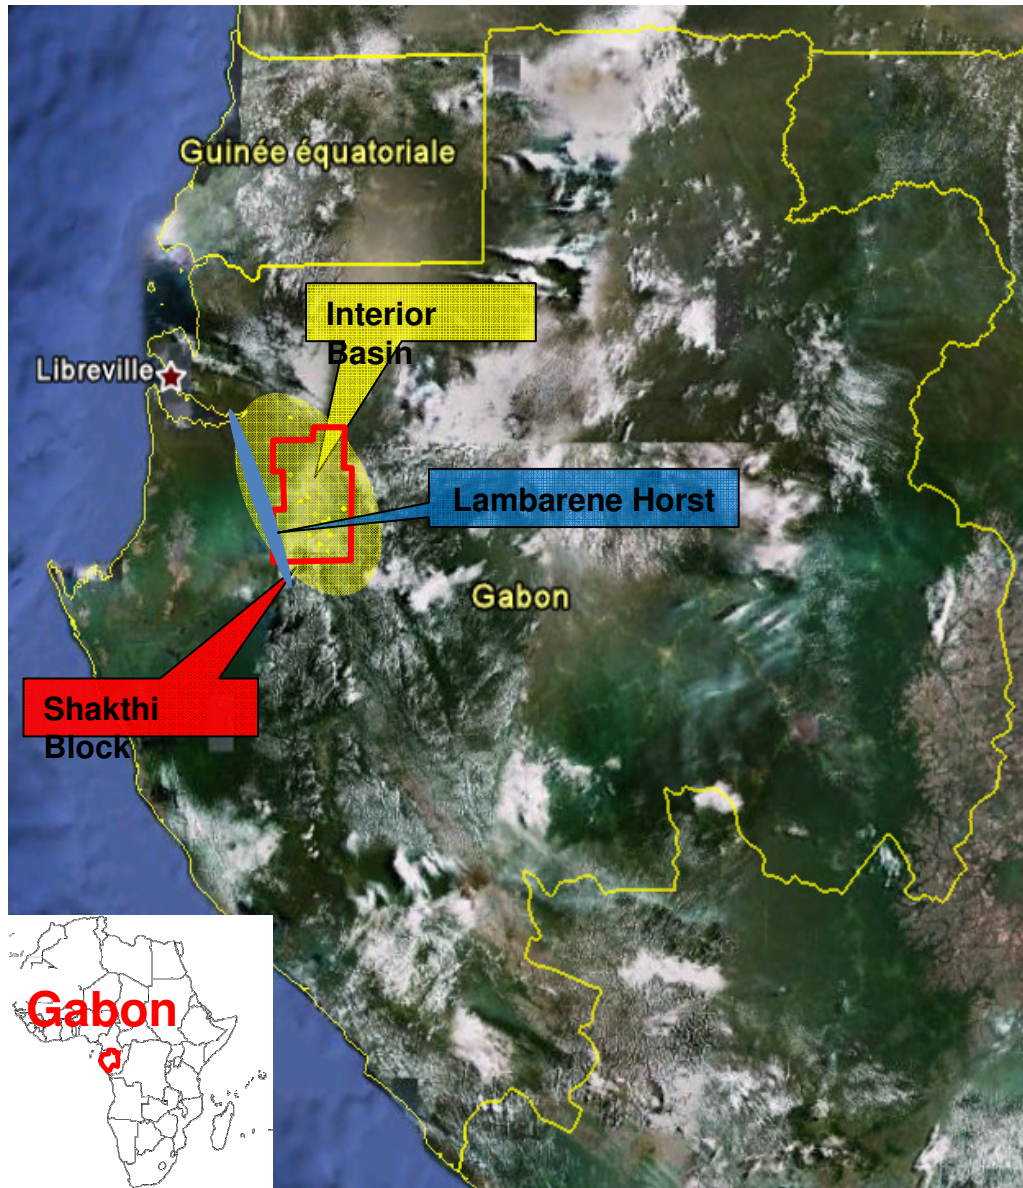 Guinée équatoriale
Interior
Basin
Libreville
Lambarene Horst
Gabon
Shakthi
Block
Gabon